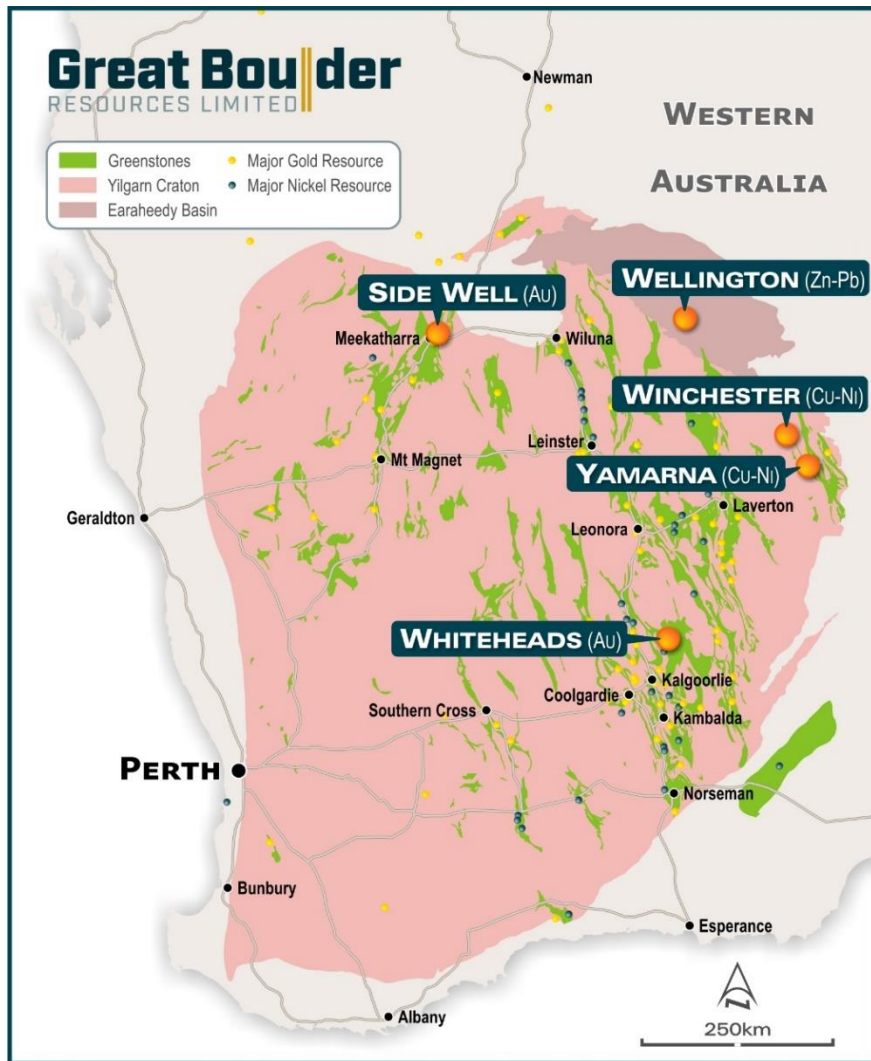 Great Boulder
RESOURCES LIMITED
Greenstones
Major Gold Resource
Yilgarn Craton
Major Nickel Resource
Earaheedy Basin
Newman
WESTERN
AUSTRALIA
SIDE WELL (Au)
WELLINGTON (Zn-Pb)
Meekatharra
Wiluna
WINCHESTER (Cu-Ni)
Leinster
Mt Magnet
YAMARNA (Cu-Ni)
Laverton
Geraldton
Leonora
WHITEHEADS (Au)
Kalgoorlie
Coolgardie
Southern Cross
Kambalda
PERTH
Norseman
Bunbury
Esperance
Albany
N
250km